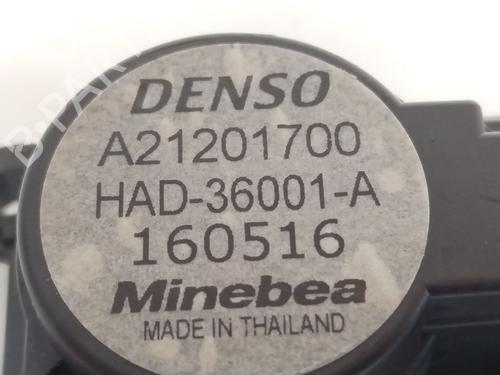 DENSO
A21201700
HAD-36001-A
160516
Minebea
MADE IN THAILAND